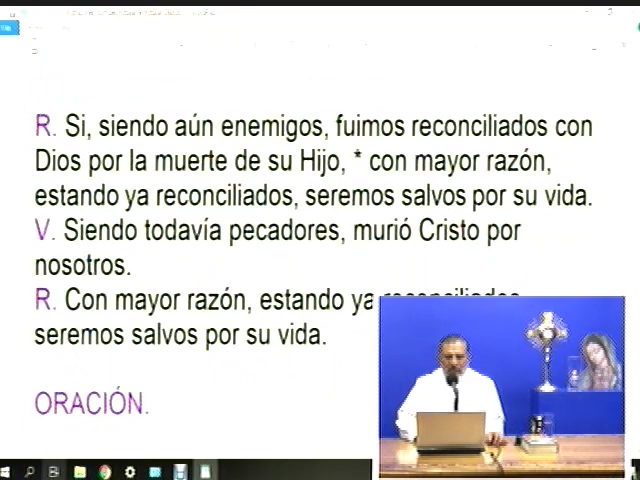 R. Si, siendo aún enemigos, fuimos reconciliados con
Dios por la muerte de su Hijo, * con mayor razón,
estando ya reconciliados, seremos salvos por su vida.
V. Siendo todavía pecadores, murió Cristo por
nosotros.
R. Con mayor razón, estando ya reconciliados,
seremos salvos por su vida.
ORACIÓN.